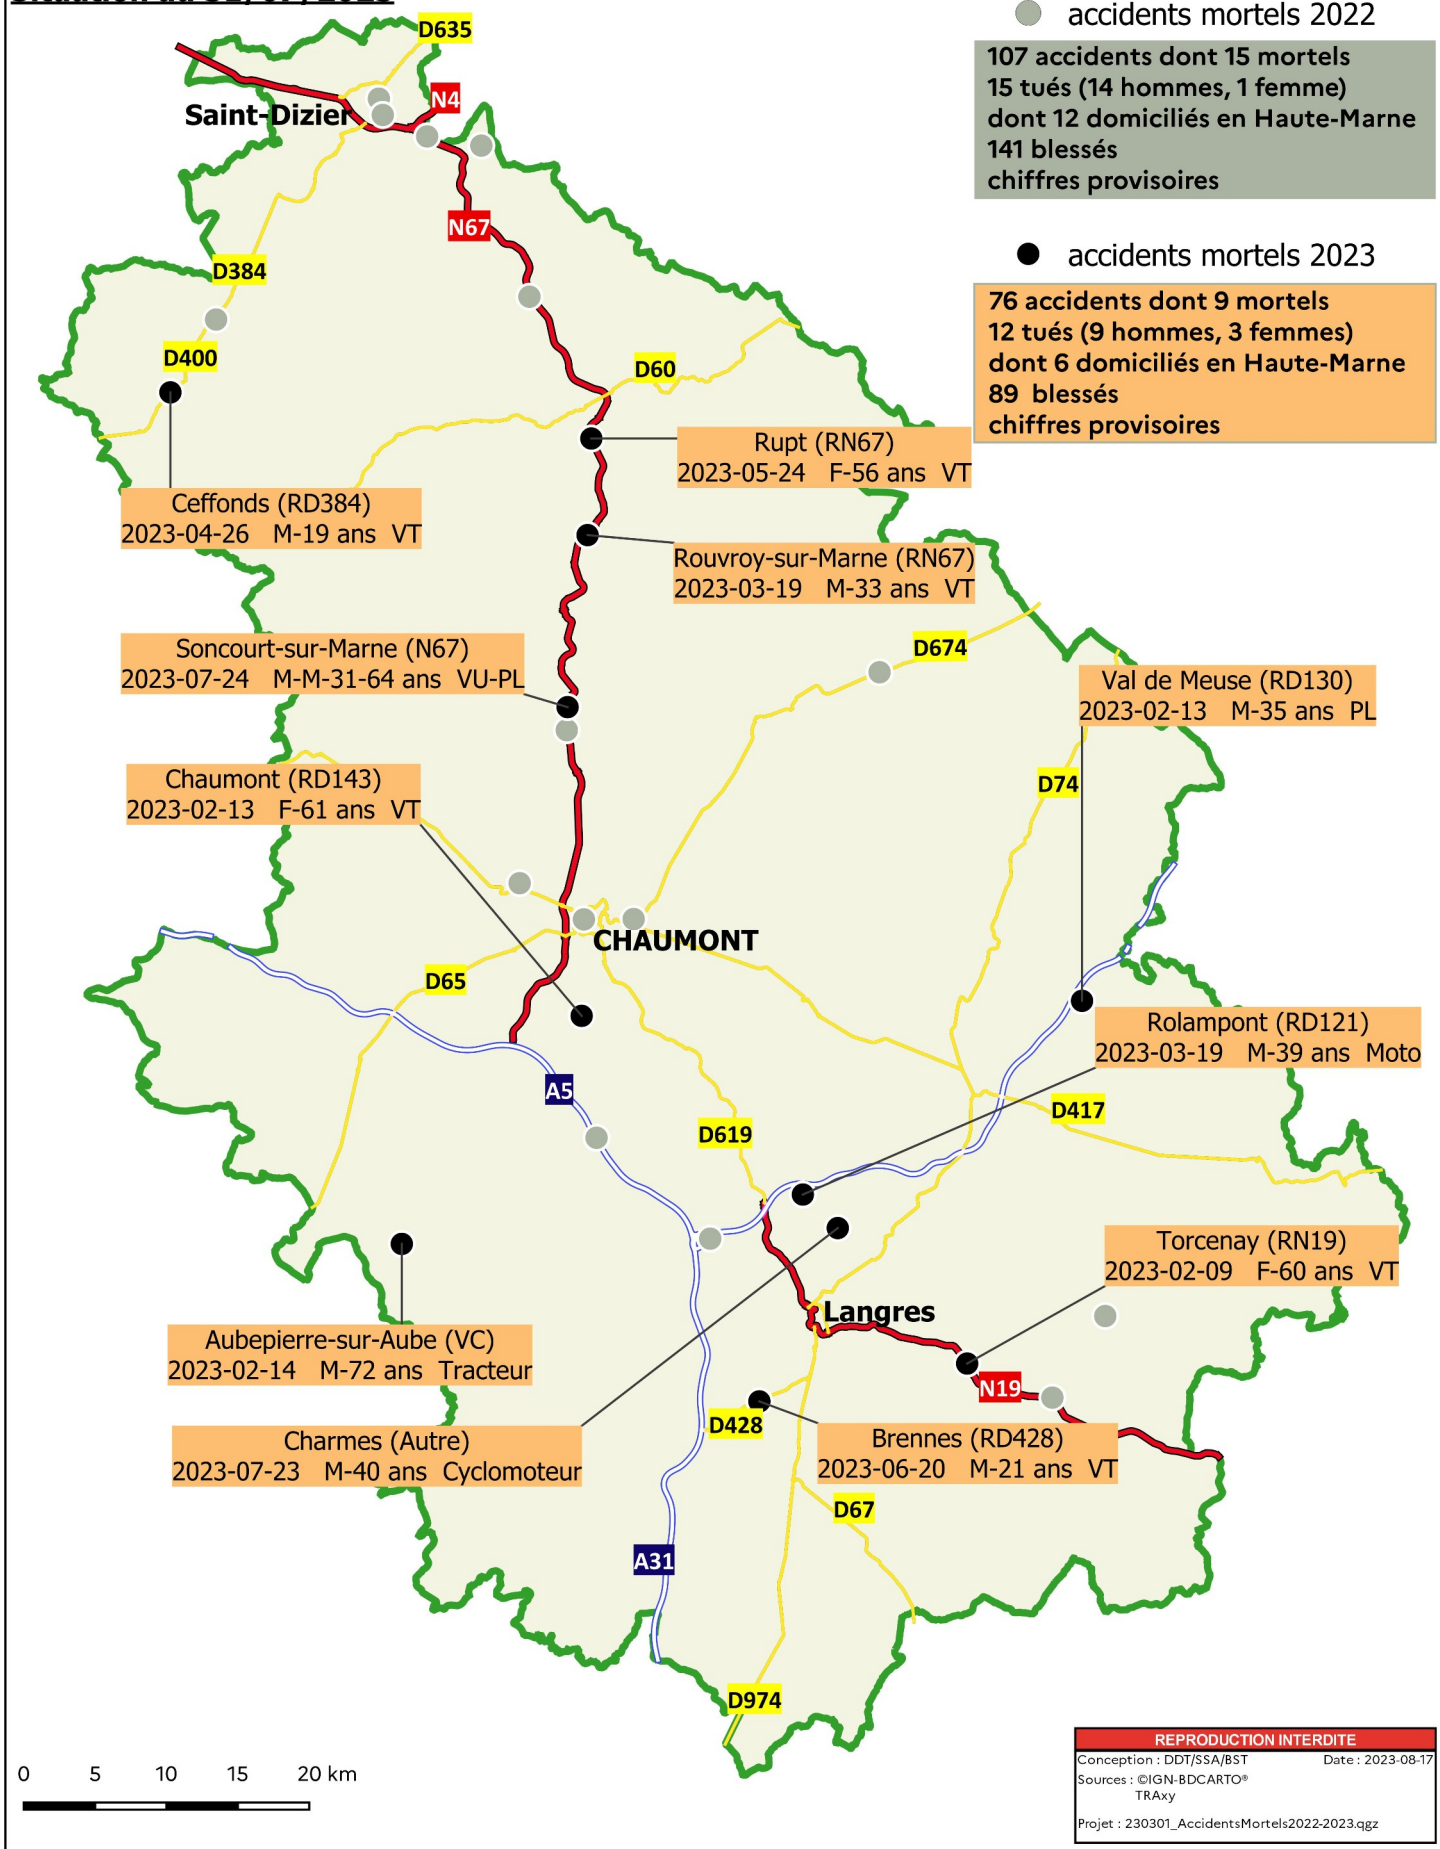 accidents mortels 2022
107 accidents dont 15 mortels
15 tués (14 hommes, 1 femme)
dont 12 domiciliés en Haute-Marne
141 blessés
chiffres provisoires
accidents mortels 2023
76 accidents dont 9 mortels
12 tués (9 hommes, 3 femmes)
dont 6 domiciliés en Haute-Marne
89 blessés
chiffres provisoires
D635
N4
Saint-Dizier
N67
D384
D400
D60
Rupt (RN67)
2023-05-24 F-56 ans VT
Ceffonds (RD384)
2023-04-26 M-19 ans VT
Rouvroy-sur-Marne (RN67)
2023-03-19 M-33 ans VT
Soncourt-sur-Marne (N67)
2023-07-24 M-M-31-64 ans VU-PL
D674
Val de Meuse (RD130)
2023-02-13 M-35 ans PL
Chaumont (RD143)
2023-02-13 F-61 ans VT
D74
CHAUMONT
D65
Rolampont (RD121)
2023-03-19 M-39 ans Moto
A5
D417
D619
Torcenay (RN19)
2023-02-09 F-60 ans VT
Langres
Aubepierre-sur-Aube (VC)
2023-02-14 M-72 ans Tracteur
N19
D428
Charmes (Autre)
2023-07-23 M-40 ans Cyclomoteur
Brennes (RD428)
2023-06-20 M-21 ans VT
D67
A31
D974
0 5 10 15 20 km
REPRODUCTION INTERDITE
Conception : DDT/SSA/BST Date : 2023-08-17
Sources : ©IGN-BDCARTO®
TRAxy
Projet : 230301_AccidentsMortels2022-2023.qgz